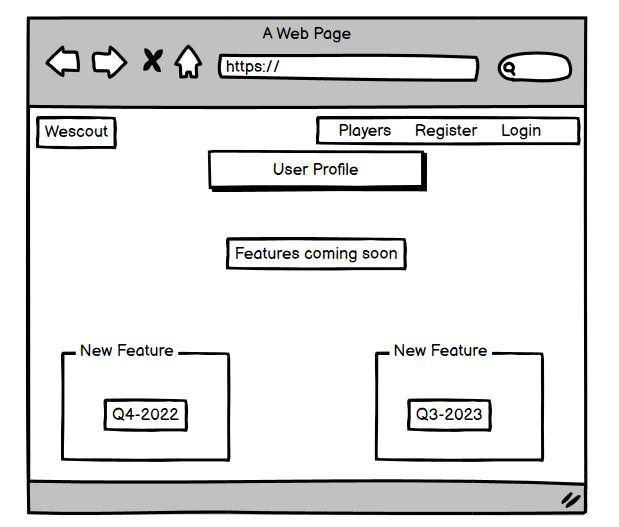 A Web Page
https://
Wescout
Players Register Login
User Profile
Features coming soon
New Feature
Q4-2022
New Feature
Q3-2023